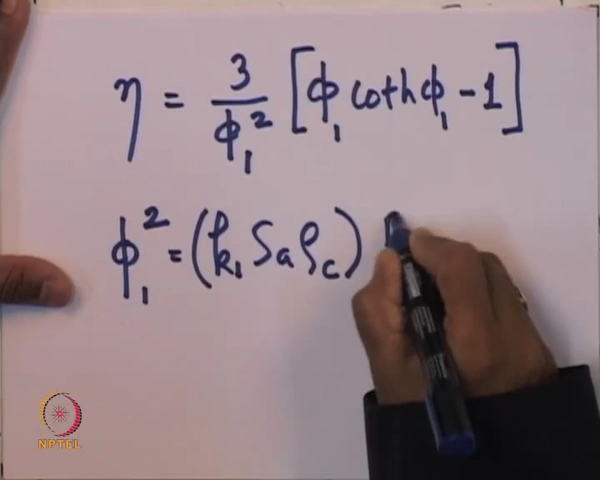 η = 3/ϕ₁² [ϕ₁ coth ϕ₁ - 1]
ϕ₁² = (k₁ Sa ρc)
NPTEL